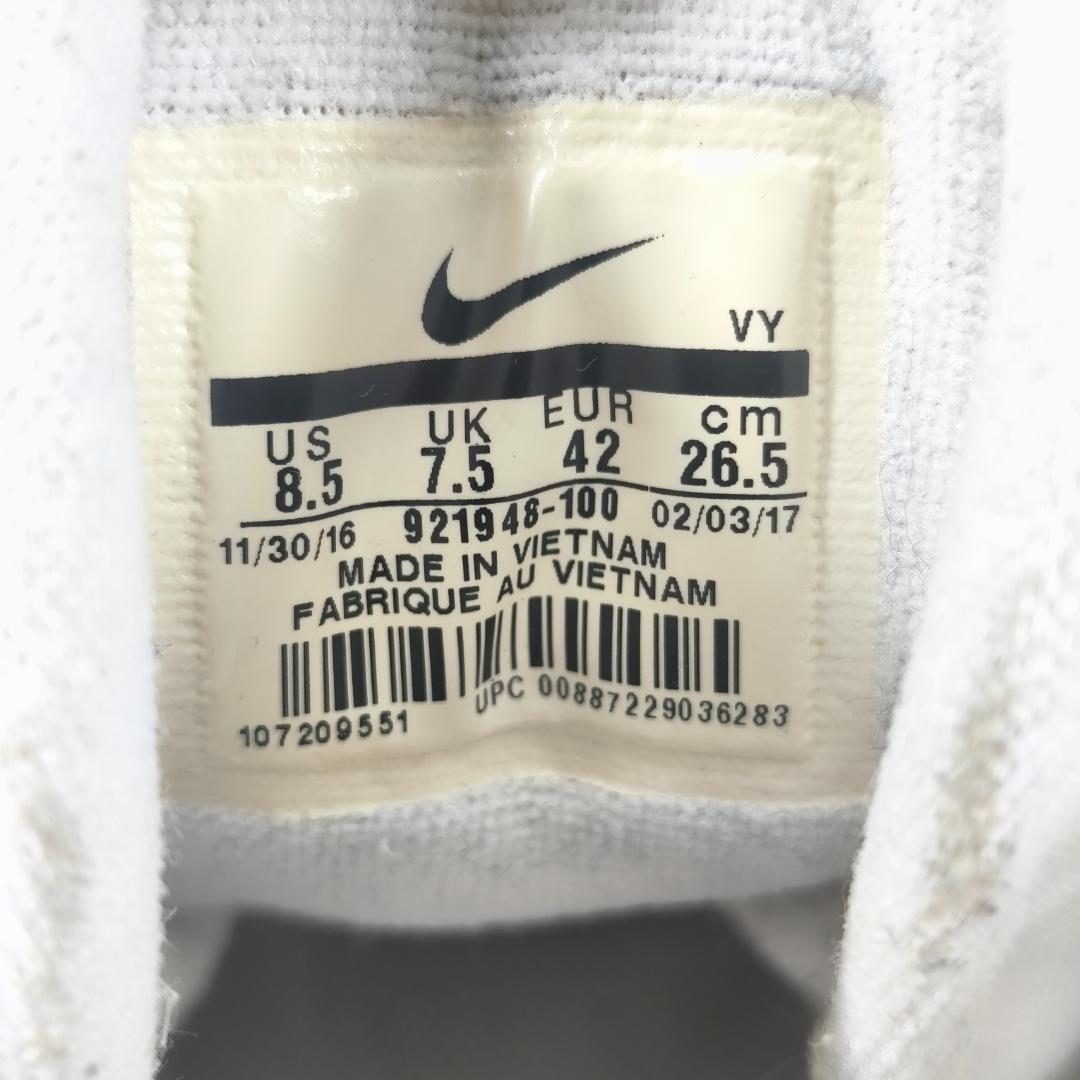 VY
US UK EUR cm
8.5 7.5 42 26.5
11/30/16 921948-100 02/03/17
MADE IN VIETNAM
FABRIQUE AU VIETNAM
107209551 UPC 00887229036283